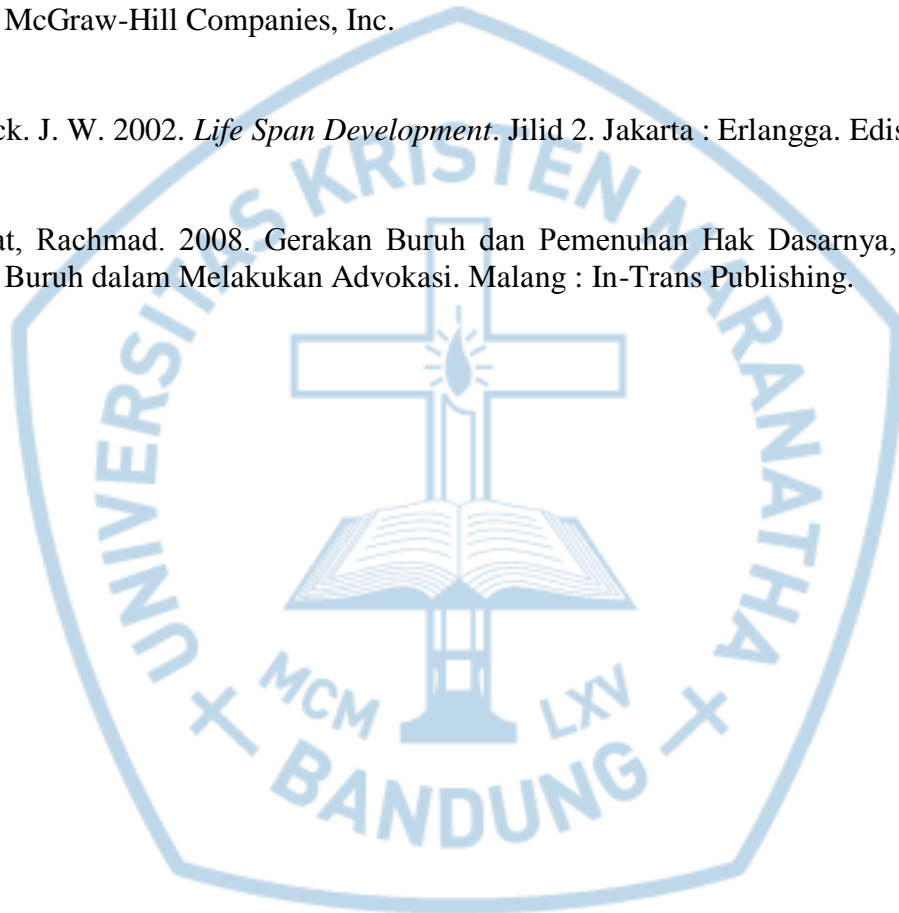 McGraw-Hill Companies, Inc.
ck. J. W. 2002. Life Span Development. Jilid 2. Jakarta : Erlangga. Edis
at, Rachmad. 2008. Gerakan Buruh dan Pemenuhan Hak Dasarnya,
Buruh dalam Melakukan Advokasi. Malang : In-Trans Publishing.
UNIVERSITAS KRISTEN MARANATHA
MCM LXV
BANDUNG